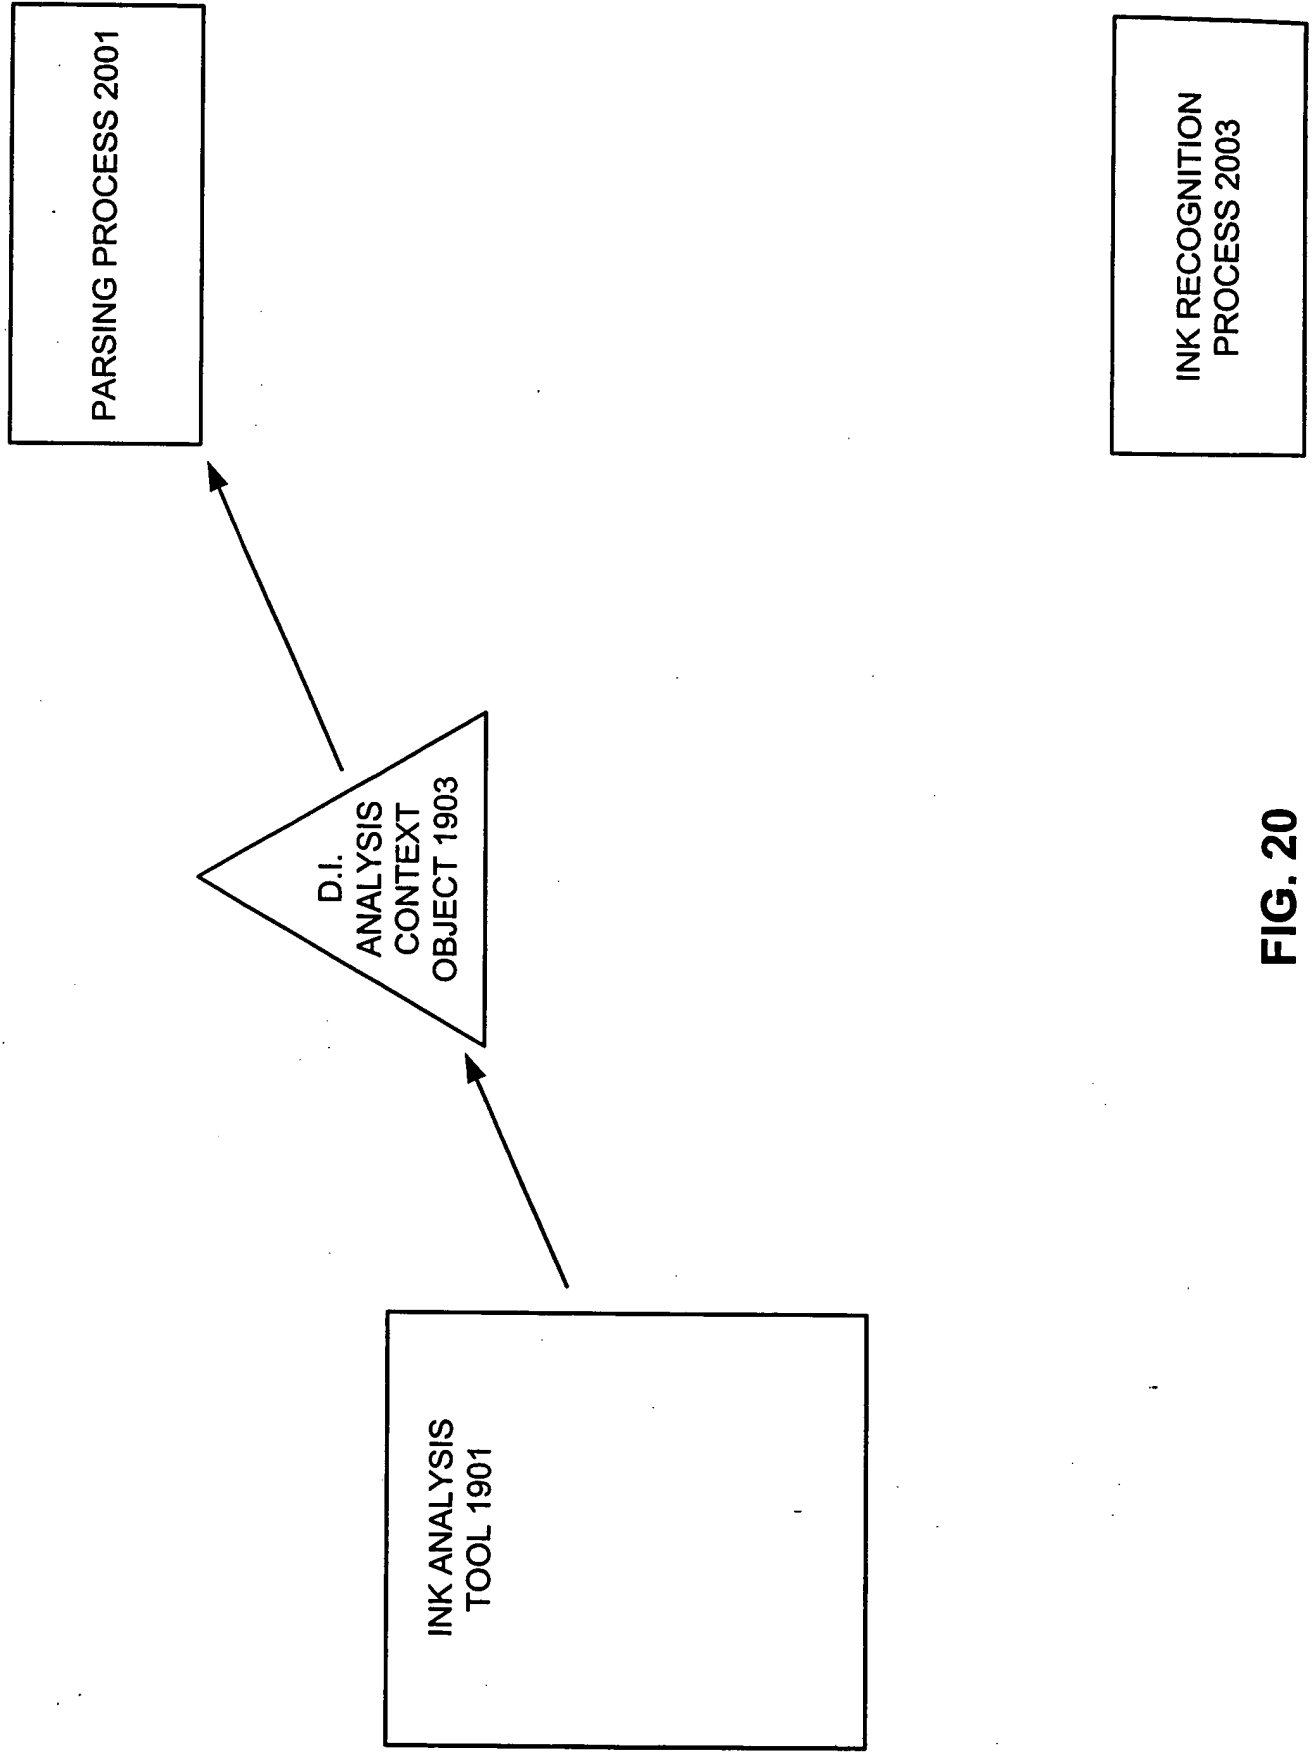 INK ANALYSIS
TOOL 1901
D.I.
ANALYSIS
CONTEXT
OBJECT 1903
PARSING PROCESS 2001
INK RECOGNITION
PROCESS 2003
FIG. 20